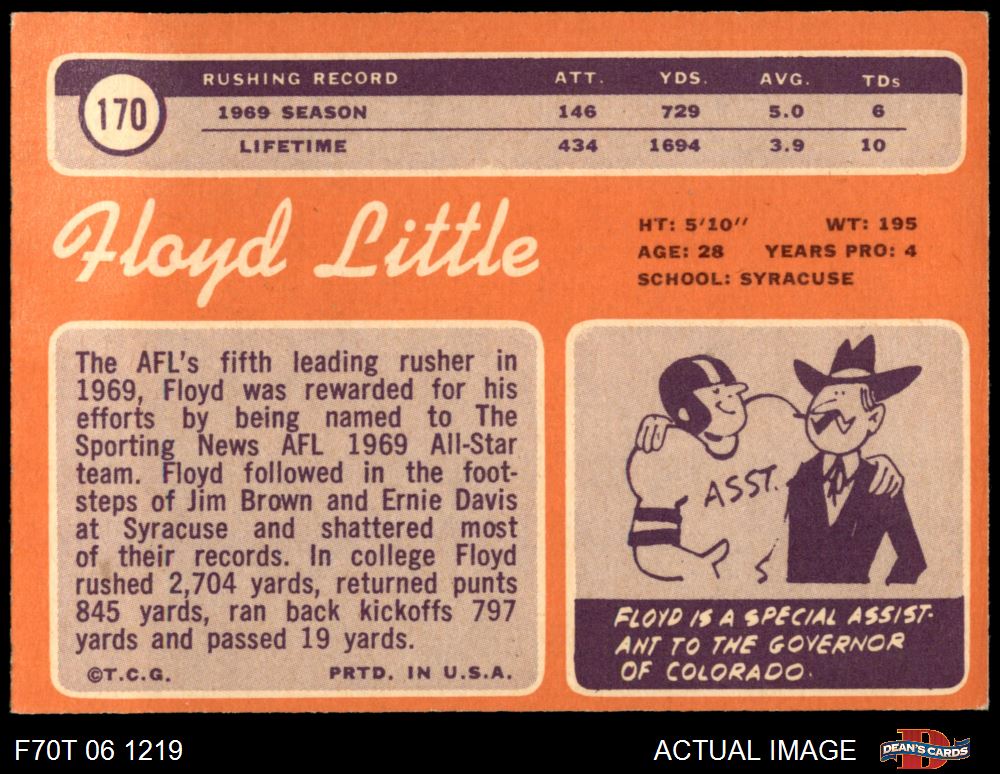 170
RUSHING RECORD ATT. YDS. AVG. TDs
1969 SEASON 146 729 5.0 6
LIFETIME 434 1694 3.9 10
Floyd Little
HT: 5'10" WT: 195
AGE: 28 YEARS PRO: 4
SCHOOL: SYRACUSE
The AFL's fifth leading rusher in
1969, Floyd was rewarded for his
efforts by being named to The
Sporting News AFL 1969 All-Star
team. Floyd followed in the foot-
steps of Jim Brown and Ernie Davis
at Syracuse and shattered most
of their records. In college Floyd
rushed 2,704 yards, returned punts
845 yards, ran back kickoffs 797
yards and passed 19 yards.
©T.C.G. PRTD. IN U.S.A.
ASST.
FLOYD IS A SPECIAL ASSIST-
ANT TO THE GOVERNOR
OF COLORADO.
F70T 06 1219 ACTUAL IMAGE
D
DEAN'S CARDS